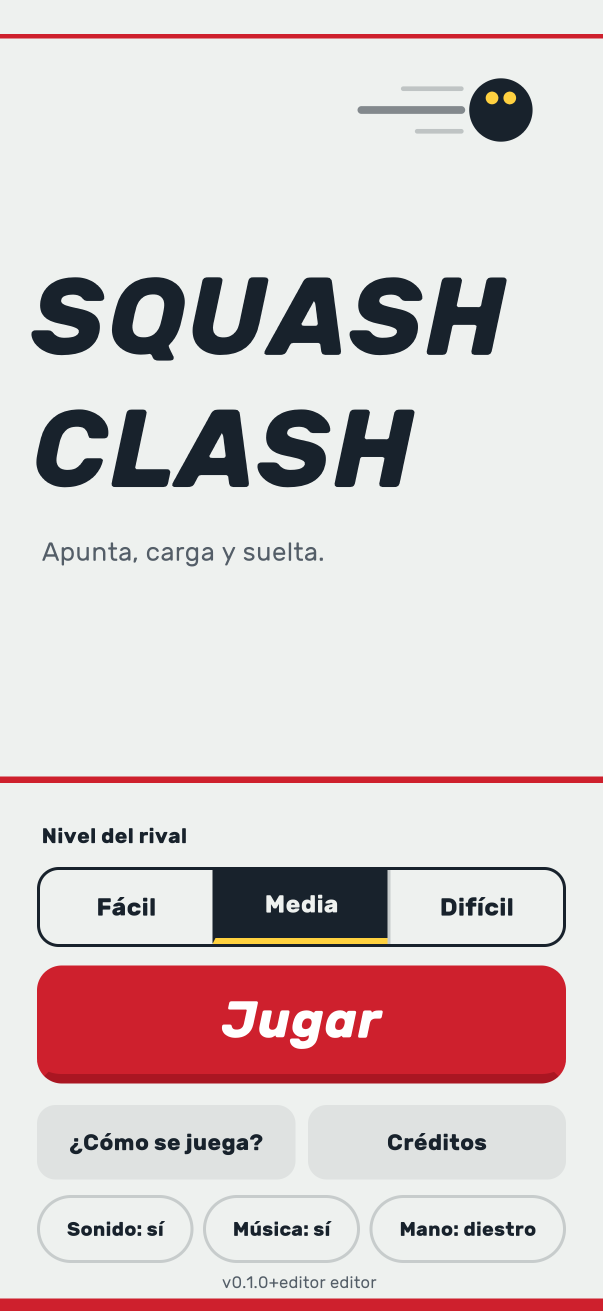 SQUASH
CLASH
Apunta, carga y suelta.
Nivel del rival
Fácil Media Difícil
Jugar
¿Cómo se juega? Créditos
Sonido: sí Música: sí Mano: diestro
v0.1.0+editor editor